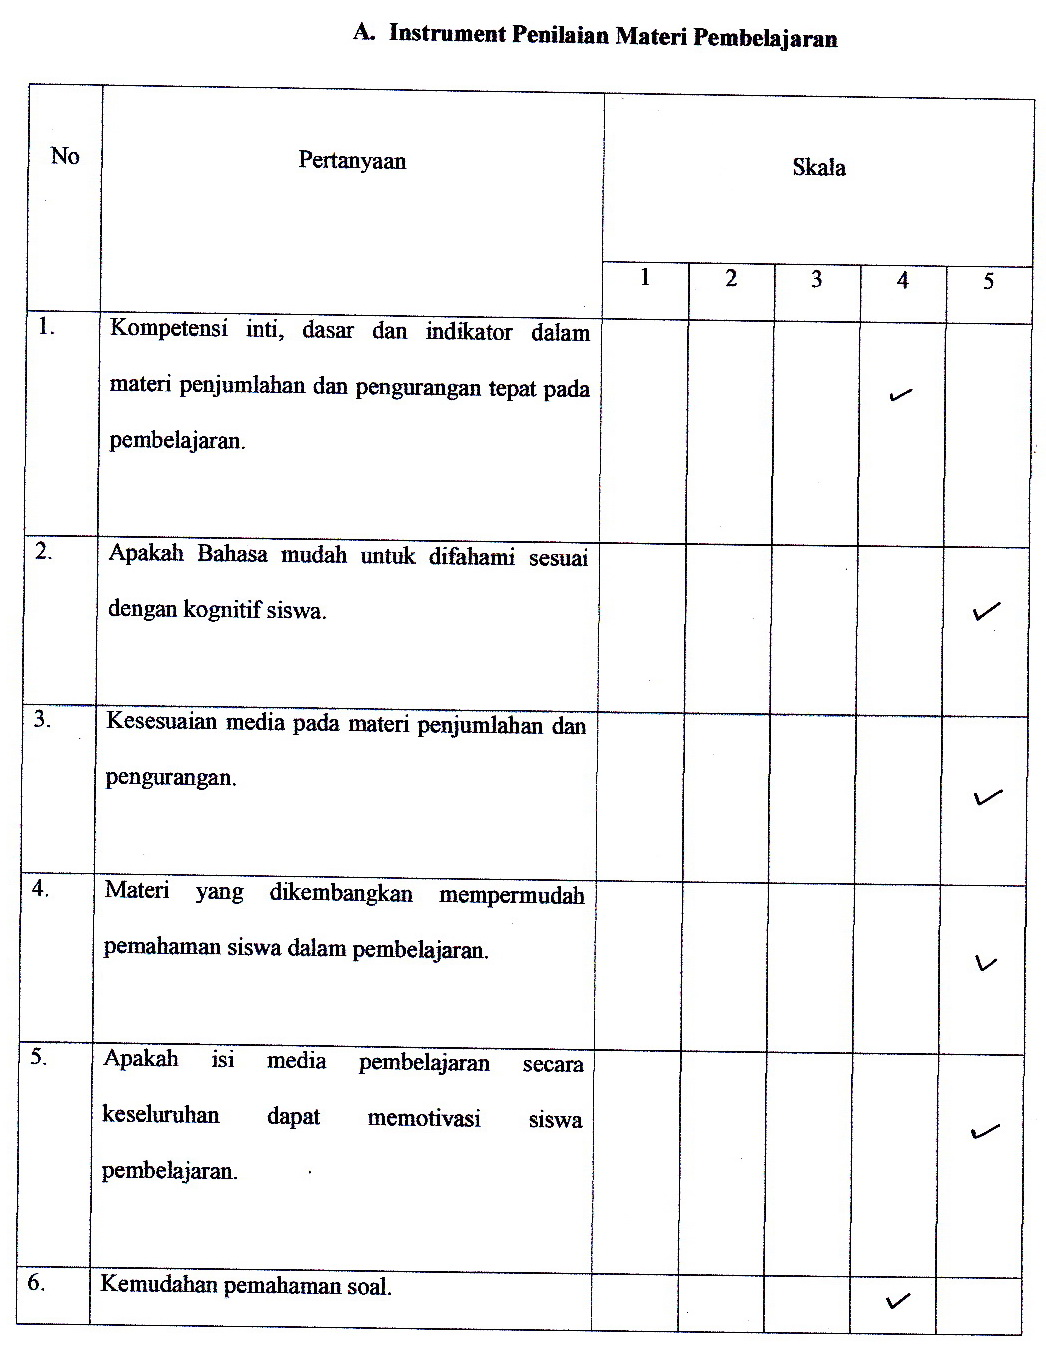 A. Instrument Penilaian Materi Pembelajaran
No
Pertanyaan
Skala
1 2 3 4 5
1. Kompetensi inti, dasar dan indikator dalam
materi penjumlahan dan pengurangan tepat pada
✓
pembelajaran.
2. Apakah Bahasa mudah untuk difahami sesuai
dengan kognitif siswa. ✓
3. Kesesuaian media pada materi penjumlahan dan
pengurangan. ✓
4. Materi yang dikembangkan mempermudah
pemahaman siswa dalam pembelajaran. ✓
5. Apakah isi media pembelajaran secara
keseluruhan dapat memotivasi siswa ✓
pembelajaran.
6. Kemudahan pemahaman soal. ✓